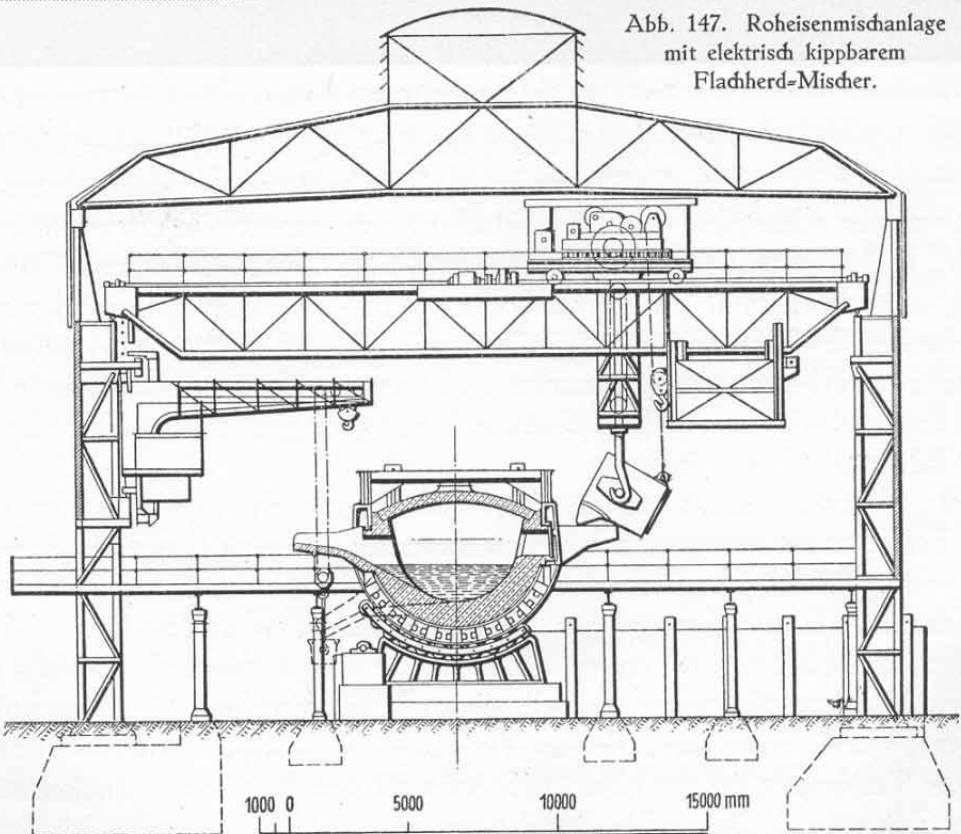 Abb. 147. Roheisenmischanlage
mit elektrisch kippbarem
Flachherd-Mischer.
1000 0 5000 10000 15000 mm